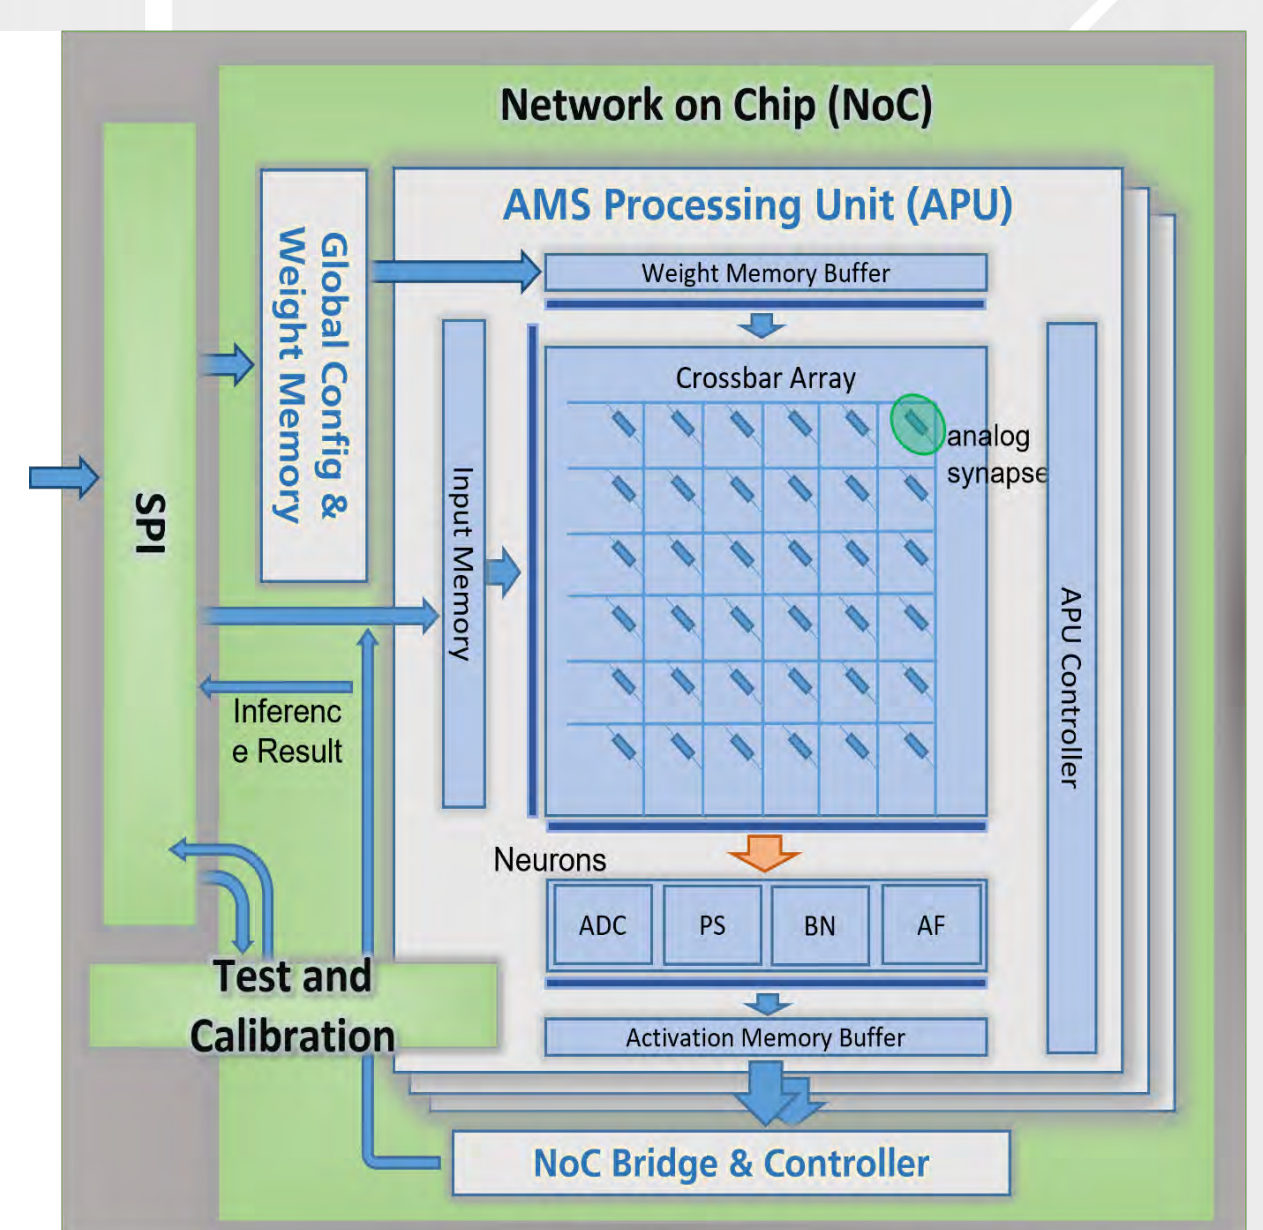 Network on Chip (NoC)
AMS Processing Unit (APU)
Global Config &
Weight Memory
Weight Memory Buffer
SPI
Input Memory
Crossbar Array
analog
synapse
APU Controller
Inferenc
e Result
Neurons
ADC
PS
BN
AF
Test and
Calibration
Activation Memory Buffer
NoC Bridge & Controller